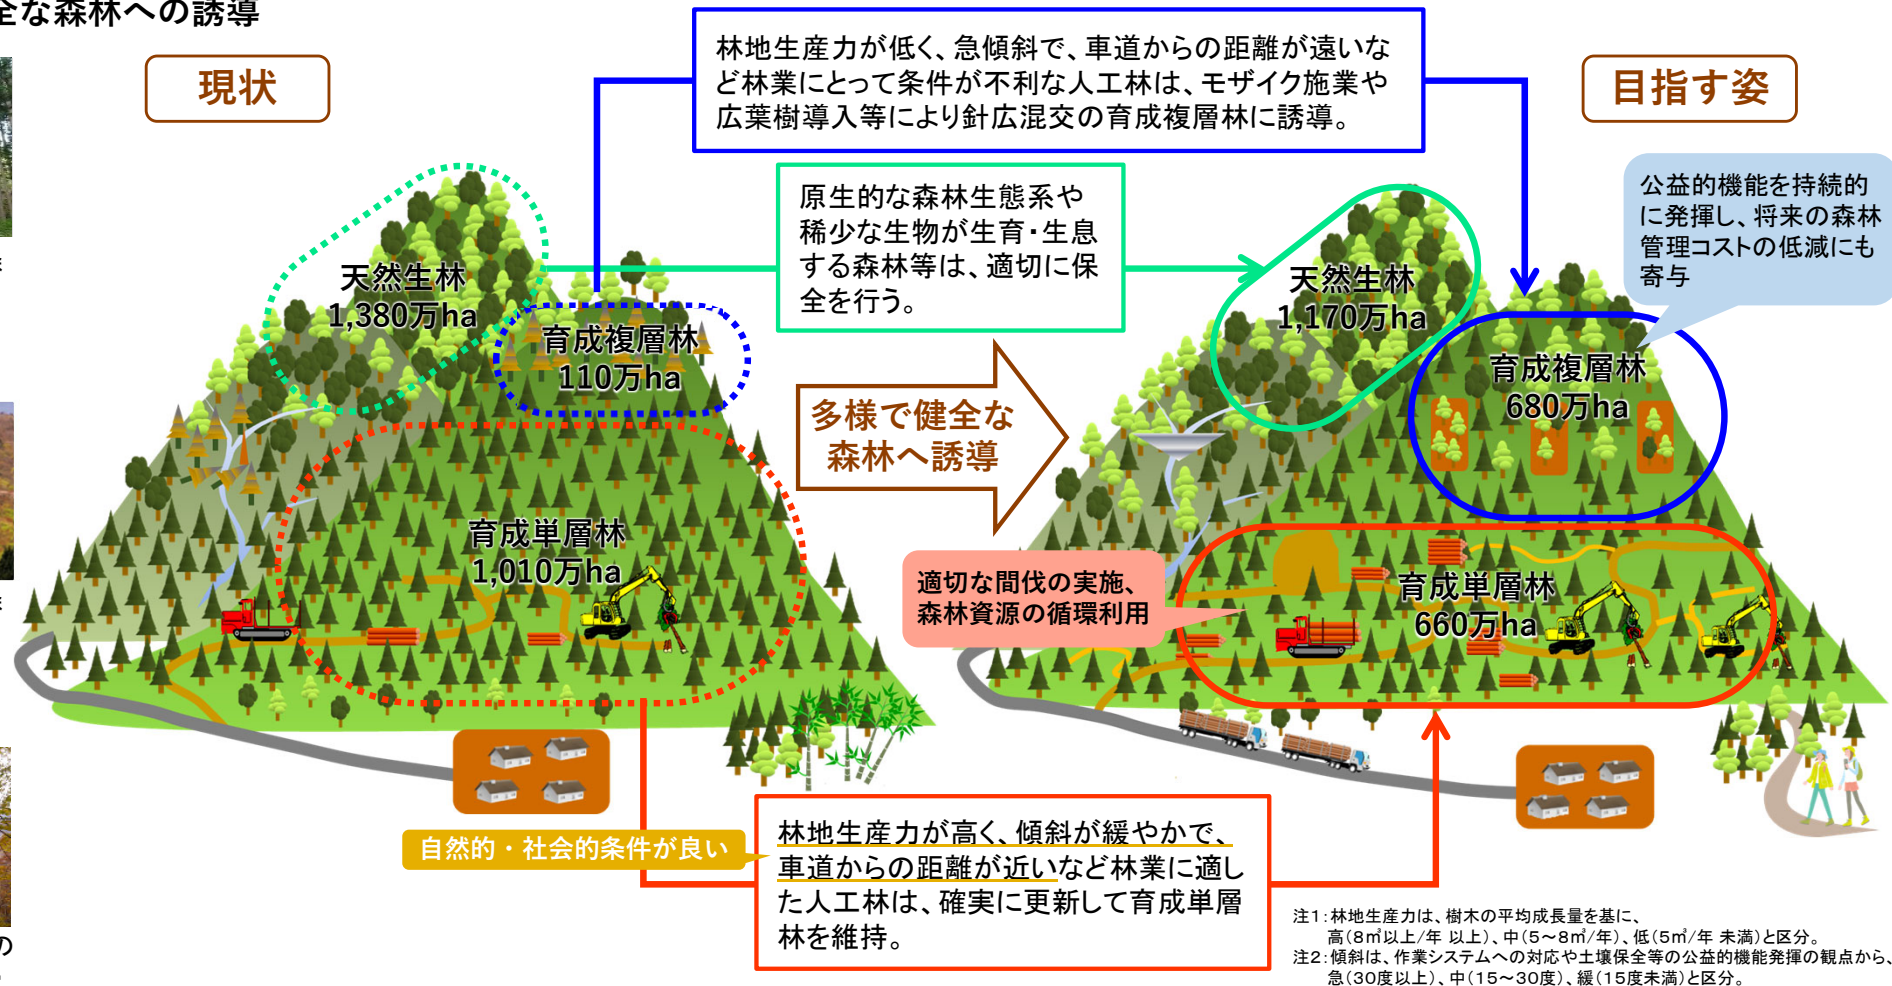 全な森林への誘導
現状
林地生産力が低く、急傾斜で、車道からの距離が遠いな
ど林業にとって条件が不利な人工林は、モザイク施業や
広葉樹導入等により針広混交の育成複層林に誘導。
目指す姿
原生的な森林生態系や
稀少な生物が生育・生息
する森林等は、適切に保
全を行う。
公益的機能を持続的
に発揮し、将来の森林
管理コストの低減にも
寄与
天然生林
1,380万ha
育成複層林
110万ha
育成単層林
1,010万ha
多様で健全な
森林へ誘導
天然生林
1,170万ha
育成複層林
680万ha
適切な間伐の実施、
森林資源の循環利用
育成単層林
660万ha
自然的・社会的条件が良い
林地生産力が高く、傾斜が緩やかで、
車道からの距離が近いなど林業に適し
た人工林は、確実に更新して育成単層
林を維持。
の
注1：林地生産力は、樹木の平均成長量を基に、
高（8㎥以上/年 以上）、中（5～8㎥/年）、低（5㎥/年 未満）と区分。
注2：傾斜は、作業システムへの対応や土壌保全等の公益的機能発揮の観点から、
急（30度以上）、中（15～30度）、緩（15度未満）と区分。